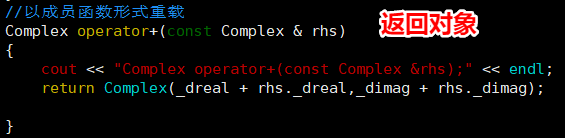 //以成员函数形式重载
Complex operator+(const Complex & rhs) 返回对象
{
    cout << "Complex operator+(const Complex &rhs);" << endl;
    return Complex(_dreal + rhs._dreal,_dimag + rhs._dimag);
}